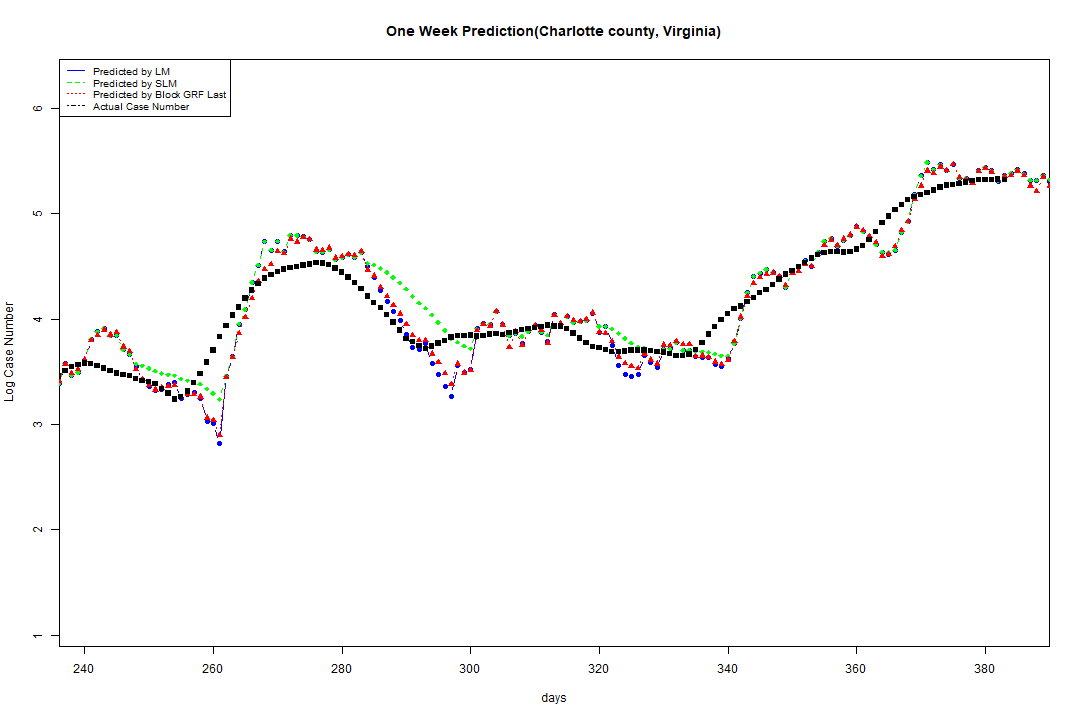 One Week Prediction(Charlotte county, Virginia)
Predicted by LM
Predicted by SLM
Predicted by Block GRF Last
Actual Case Number
6
5
4
3
2
1
Log Case Number
240 260 280 300 320 340 360 380
days